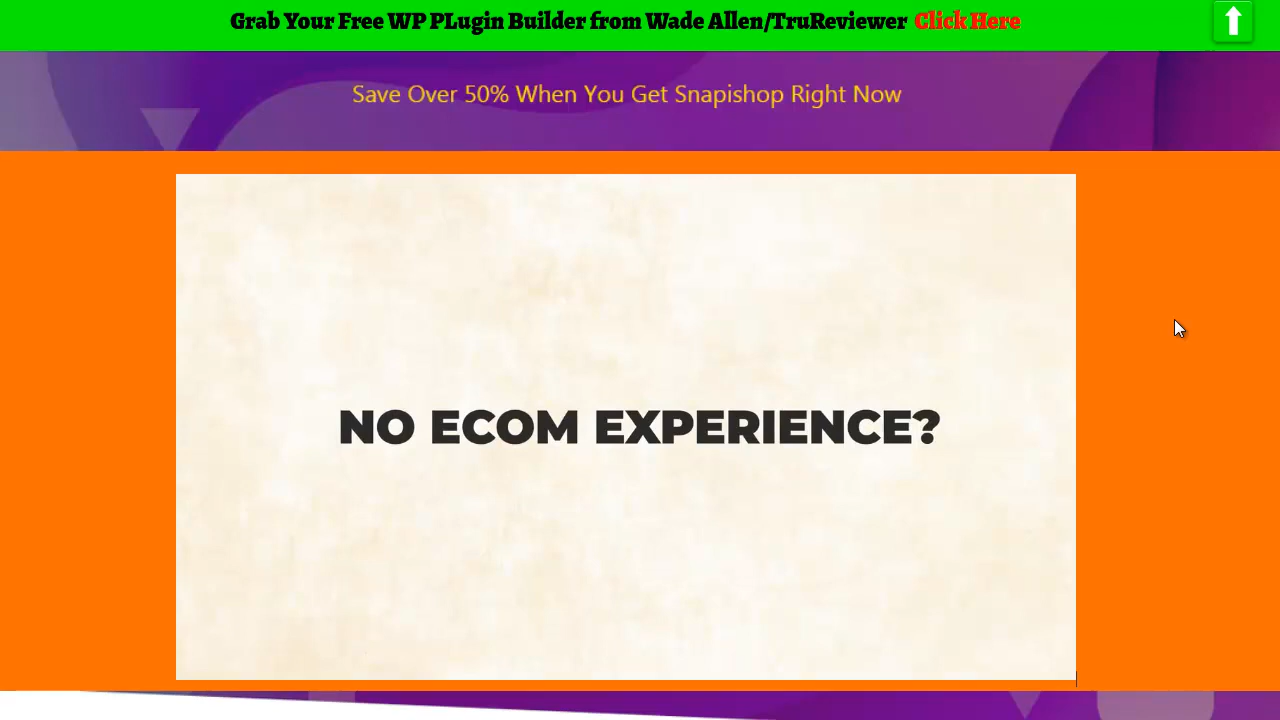 Grab Your Free WP PLugin Builder from Wade Allen/TruReviewer Click Here
Save Over 50% When You Get Snapishop Right Now
NO ECOM EXPERIENCE?